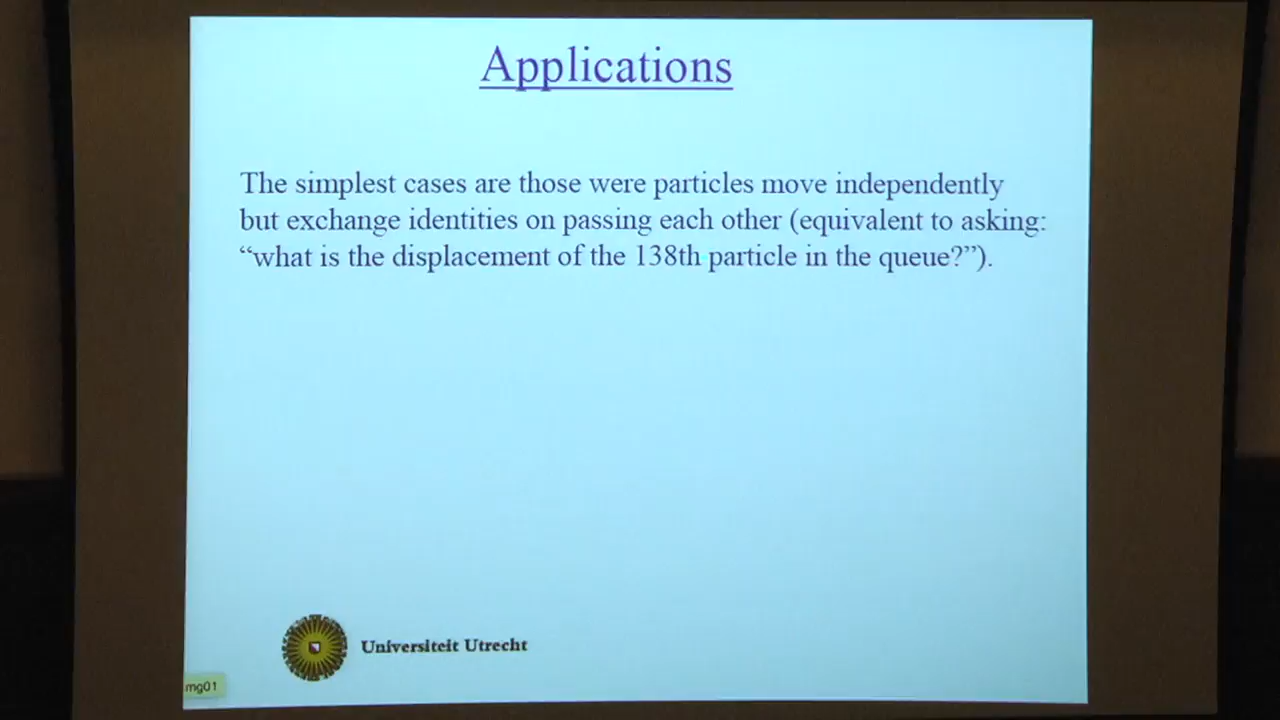 Applications
The simplest cases are those were particles move independently
but exchange identities on passing each other (equivalent to asking:
“what is the displacement of the 138th particle in the queue?”).
Universiteit Utrecht
mg01